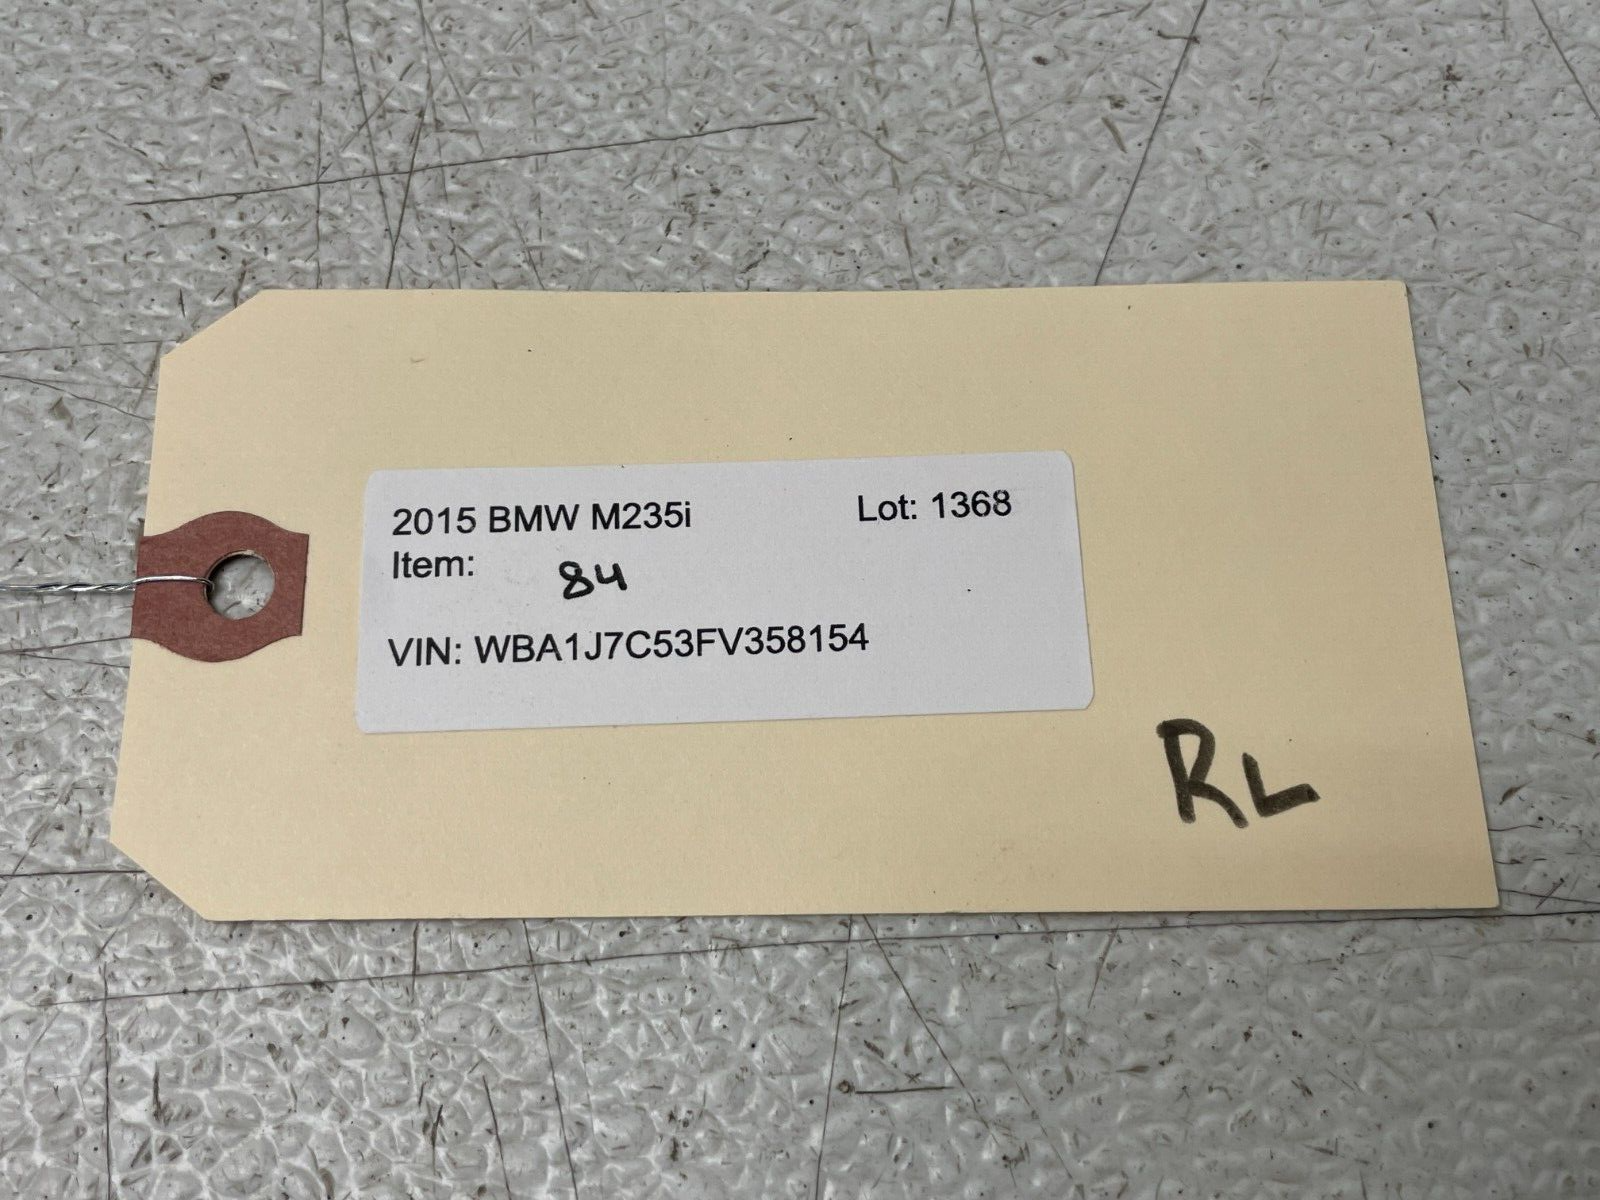 2015 BMW M235i Lot: 1368
Item: 84
VIN: WBA1J7C53FV358154
RL